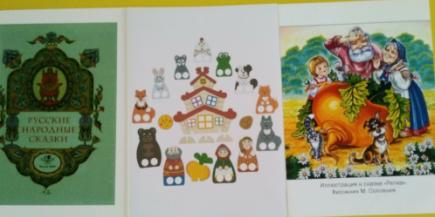 РУССКИЕ
НАРОДНЫЕ
СКАЗКИ
Иллюстрация к сказке «Репка».
Художник М. Соловьев